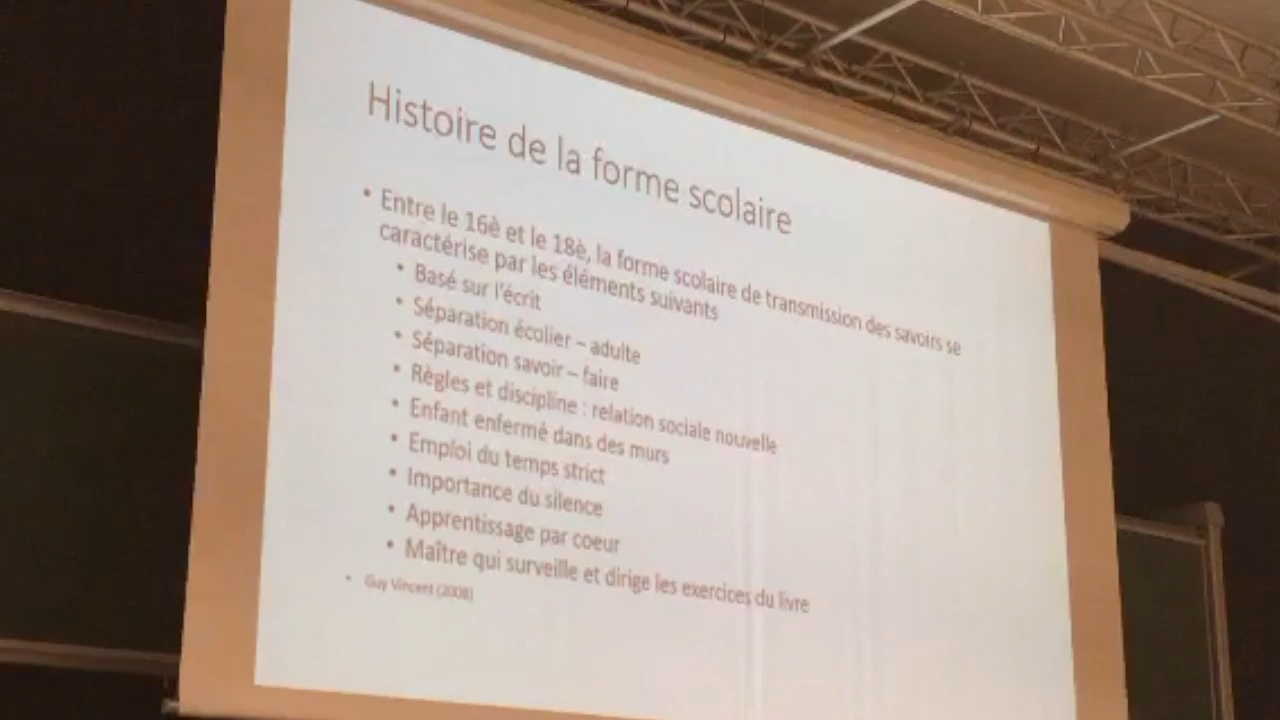 Histoire de la forme scolaire
• Entre le 16è et le 18è, la forme scolaire de transmission des savoirs se
caractérise par les éléments suivants
• Basé sur l'écrit
• Séparation écolier – adulte
• Séparation savoir – faire
• Règles et discipline : relation sociale nouvelle
• Enfant enfermé dans des murs
• Emploi du temps strict
• Importance du silence
• Apprentissage par coeur
• Maître qui surveille et dirige les exercices du livre
• Guy Vincent (2008)